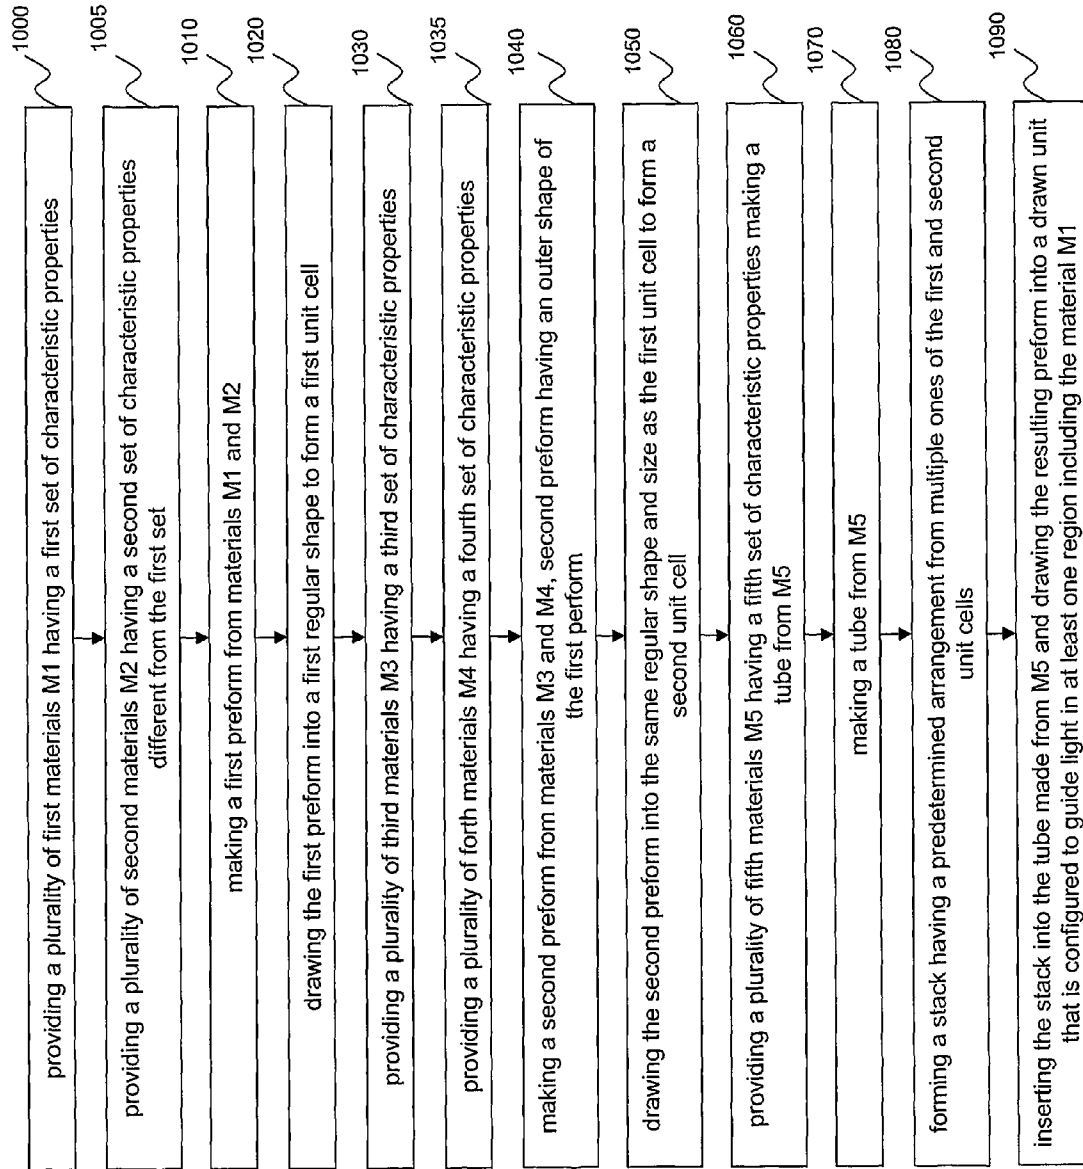 providing a plurality of first materials M1 having a first set of characteristic properties
1000
providing a plurality of second materials M2 having a second set of characteristic properties
different from the first set
1005
making a first preform from materials M1 and M2
1010
drawing the first preform into a first regular shape to form a first unit cell
1020
providing a plurality of third materials M3 having a third set of characteristic properties
1030
providing a plurality of forth materials M4 having a fourth set of characteristic properties
1035
making a second preform from materials M3 and M4, second preform having an outer shape of
the first perform
1040
drawing the second preform into the same regular shape and size as the first unit cell to form a
second unit cell
1050
providing a plurality of fifth materials M5 having a fifth set of characteristic properties making a
tube from M5
1060
making a tube from M5
1070
forming a stack having a predetermined arrangement from multiple ones of the first and second
unit cells
1080
inserting the stack into the tube made from M5 and drawing the resulting preform into a drawn unit
that is configured to guide light in at least one region including the material M1
1090